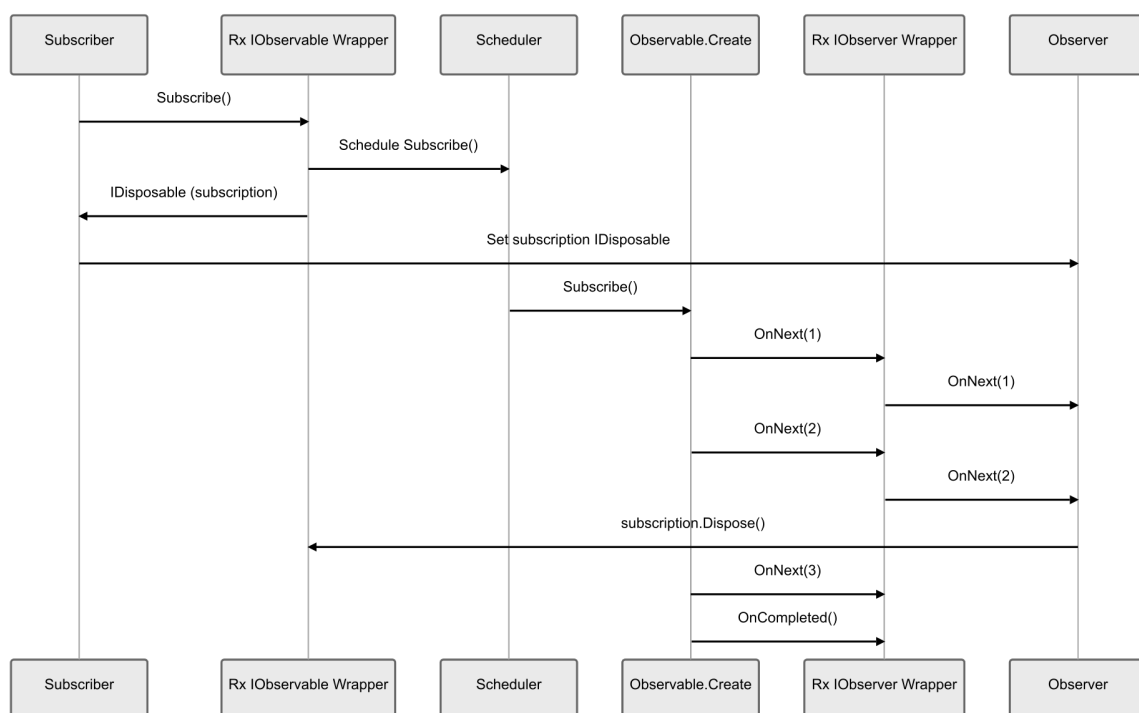 Subscriber
Rx IObservable Wrapper
Scheduler
Observable.Create
Rx IObserver Wrapper
Observer
Subscribe()
Schedule Subscribe()
IDisposable (subscription)
Set subscription IDisposable
Subscribe()
OnNext(1)
OnNext(1)
OnNext(2)
OnNext(2)
subscription.Dispose()
OnNext(3)
OnCompleted()
Subscriber
Rx IObservable Wrapper
Scheduler
Observable.Create
Rx IObserver Wrapper
Observer